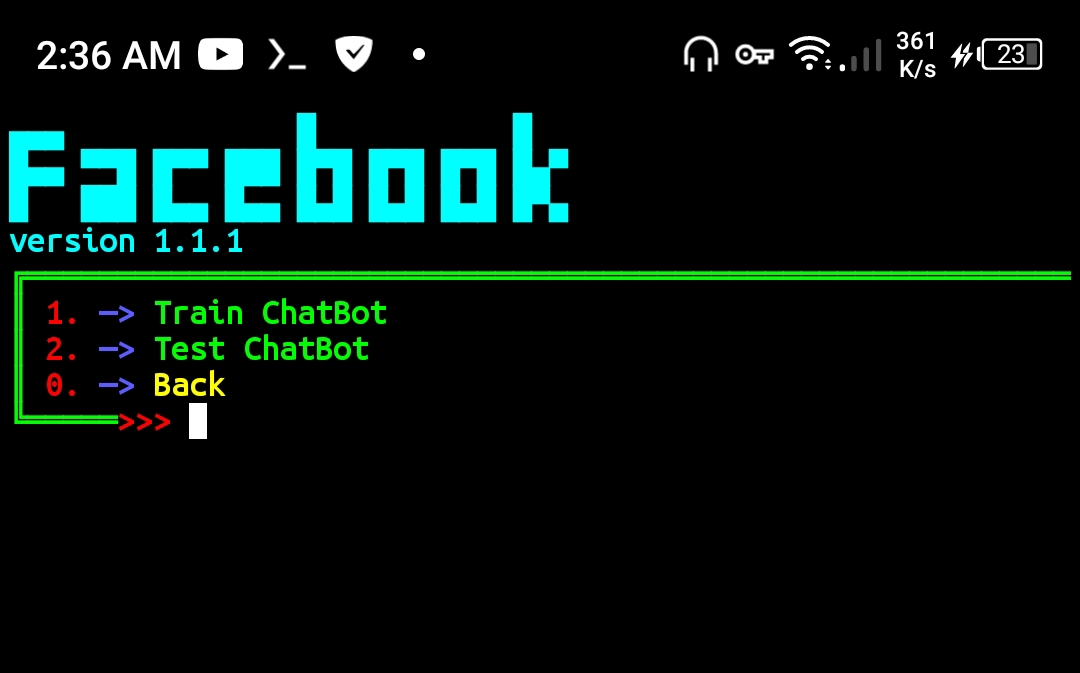 2:36 AM 361 K/s 23
Facebook
version 1.1.1
1. —> Train ChatBot
2. —> Test ChatBot
0. —> Back
>>>